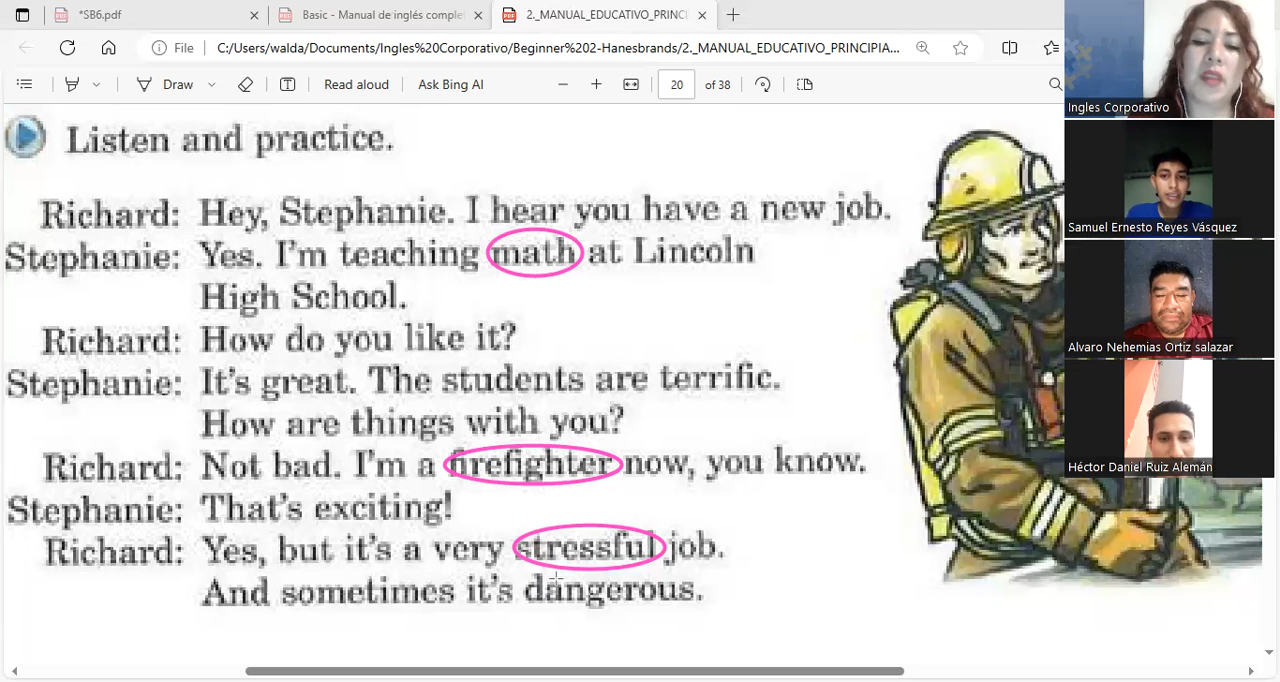 *SB6.pdf
Basic - Manual de inglés comple
2._MANUAL_EDUCATIVO_PRINCI
File
C:/Users/walda/Documents/Ingles%20Corporativo/Beginner%202-Hanesbrands/2._MANUAL_EDUCATIVO_PRINCIPIA...
Draw
Read aloud
Ask Bing AI
20 of 38
Listen and practice.
Richard: Hey, Stephanie. I hear you have a new job.
Stephanie: Yes. I'm teaching math at Lincoln
High School.
Richard: How do you like it?
Stephanie: It's great. The students are terrific.
How are things with you?
Richard: Not bad. I'm a firefighter now, you know.
Stephanie: That's exciting!
Richard: Yes, but it's a very stressful job.
And sometimes it's dangerous.
Ingles Corporativo
Samuel Ernesto Reyes Vásquez
Alvaro Nehemias Ortiz salazar
Héctor Daniel Ruiz Alemán